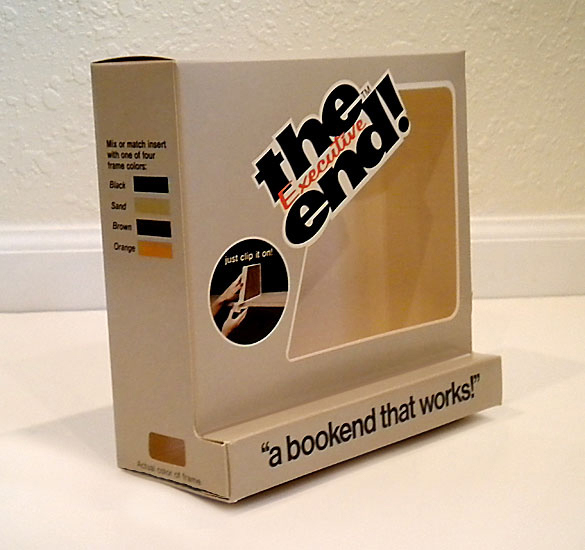 the
Executive
end!
TM
Mix or match insert
with one of four
frame colors:
Black
Sand
Brown
Orange
just clip it on!
"a bookend that works!"
Actual color of frame